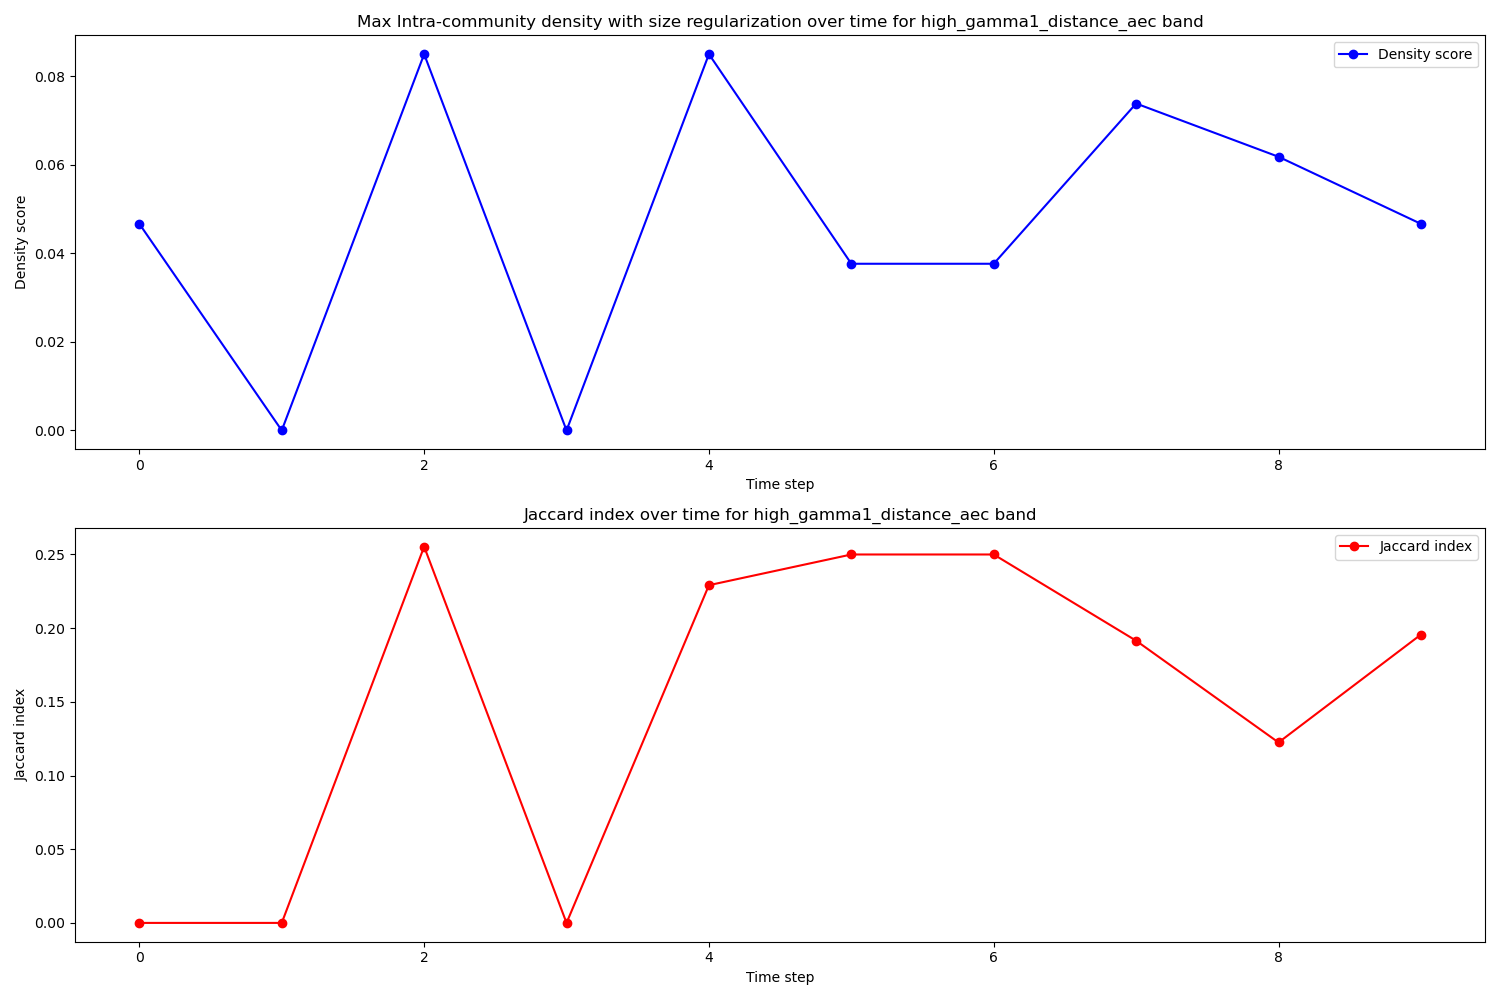 Max Intra-community density with size regularization over time for high_gamma1_distance_aec band
Density score
0.08
0.06
0.04
0.02
0.00
Density score
0
2
4
6
8
Time step
Jaccard index over time for high_gamma1_distance_aec band
Jaccard index
0.25
0.20
0.15
0.10
0.05
0.00
Jaccard index
0
2
4
6
8
Time step